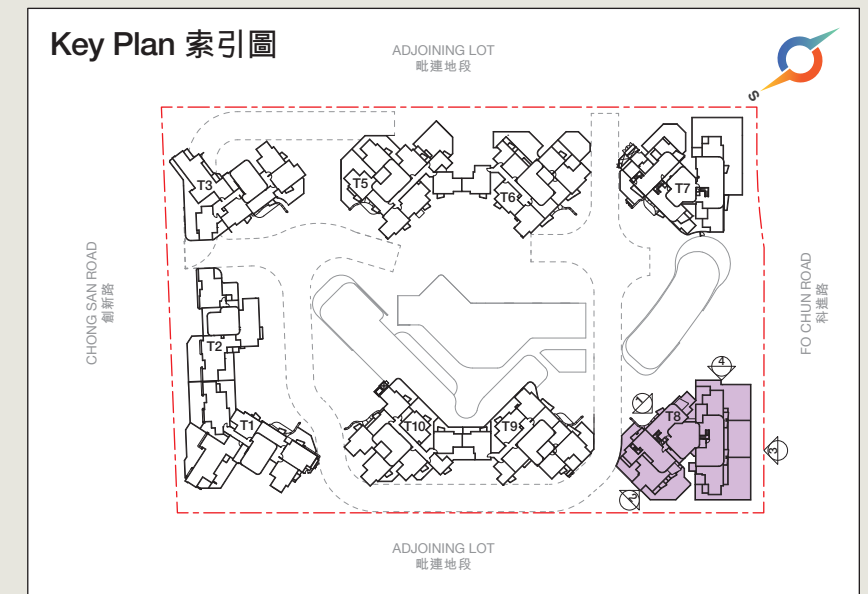 Key Plan 索引圖
ADJOINING LOT
毗連地段
S
T3
T5
T6
T7
CHONG SAN ROAD
創新路
FO CHUN ROAD
科進路
T2
T1
T10
T9
T8
4
1
3
2
ADJOINING LOT
毗連地段